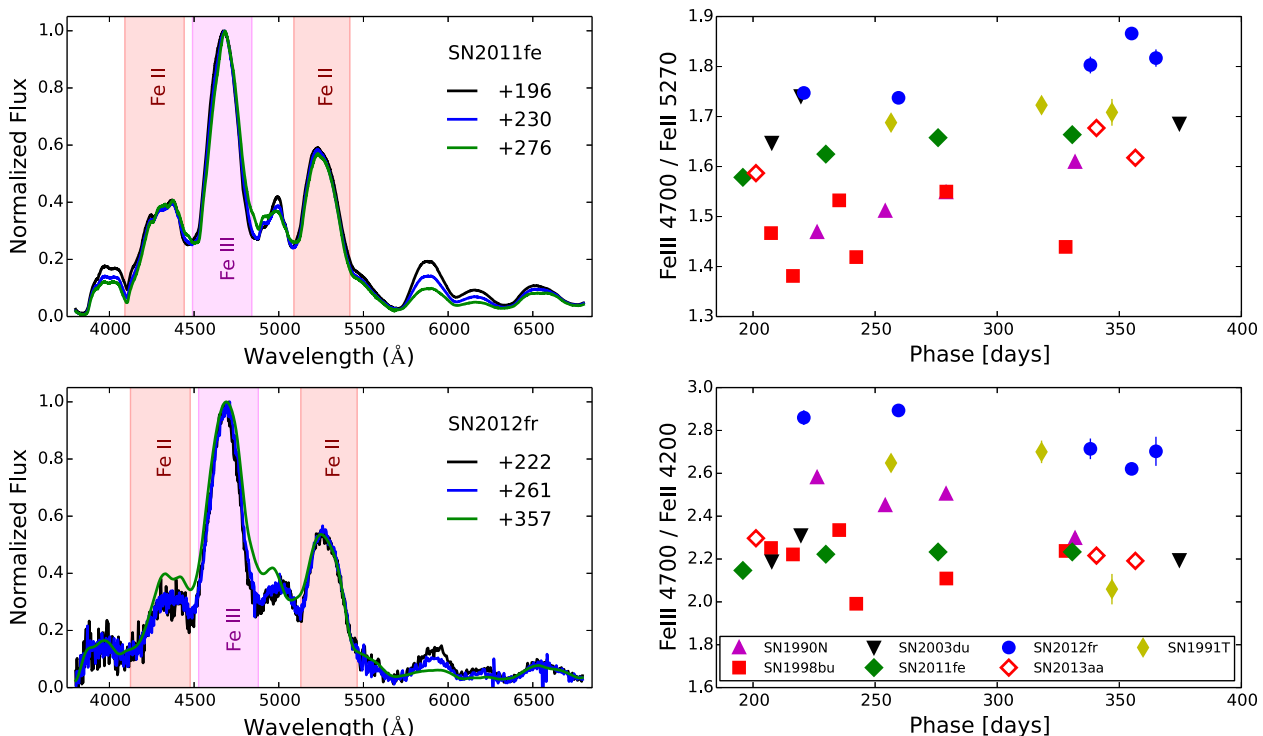 Normalized Flux
1.0
0.8
0.6
0.4
0.2
0.0
4000
4500
5000
5500
6000
6500
Wavelength (Å)
Fe II
Fe III
Fe II
SN2011fe
+196
+230
+276
FeIII 4700 / FeII 5270
1.9
1.8
1.7
1.6
1.5
1.4
1.3
200
250
300
350
400
Phase [days]
Normalized Flux
1.0
0.8
0.6
0.4
0.2
0.0
4000
4500
5000
5500
6000
6500
Wavelength (Å)
Fe II
Fe III
Fe II
SN2012fr
+222
+261
+357
FeIII 4700 / FeII 4200
3.0
2.8
2.6
2.4
2.2
2.0
1.8
1.6
200
250
300
350
400
Phase [days]
SN1990N
SN2003du
SN2012fr
SN1991T
SN1998bu
SN2011fe
SN2013aa